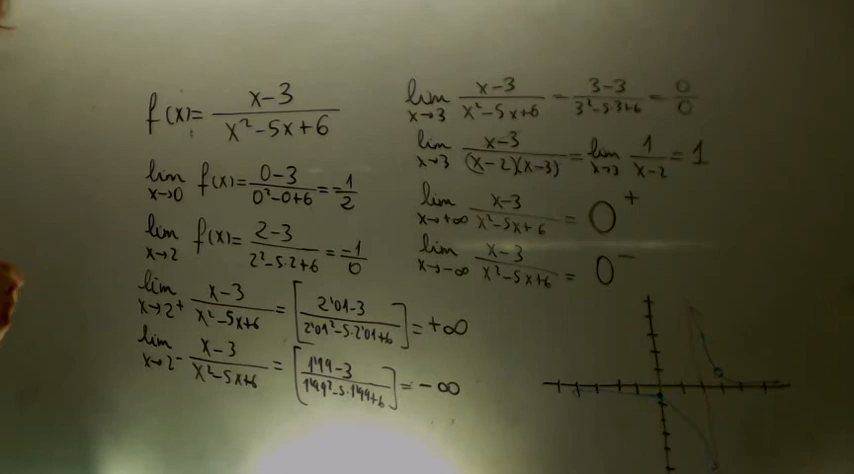 f(x)= x-3 / x²-5x+6
lim x→0 f(x)= 0-3 / 0²-0+6 = -1/2
lim x→2 f(x)= 2-3 / 2²-5·2+6 = -1/0
lim x→2⁺ x-3 / x²-5x+6 = [2'01-3 / 2'01²-5·2'01+6] = +∞
lim x→2⁻ x-3 / x²-5x+6 = [1'99-3 / 1'99²-5·1'99+6] = -∞
lim x→3 x-3 / x²-5x+6 = 3-3 / 3²-5·3+6 = 0/0
lim x→3 x-3 / (x-2)(x-3) = lim x→3 1 / x-2 = 1
lim x→+∞ x-3 / x²-5x+6 = 0⁺
lim x→-∞ x-3 / x²-5x+6 = 0⁻